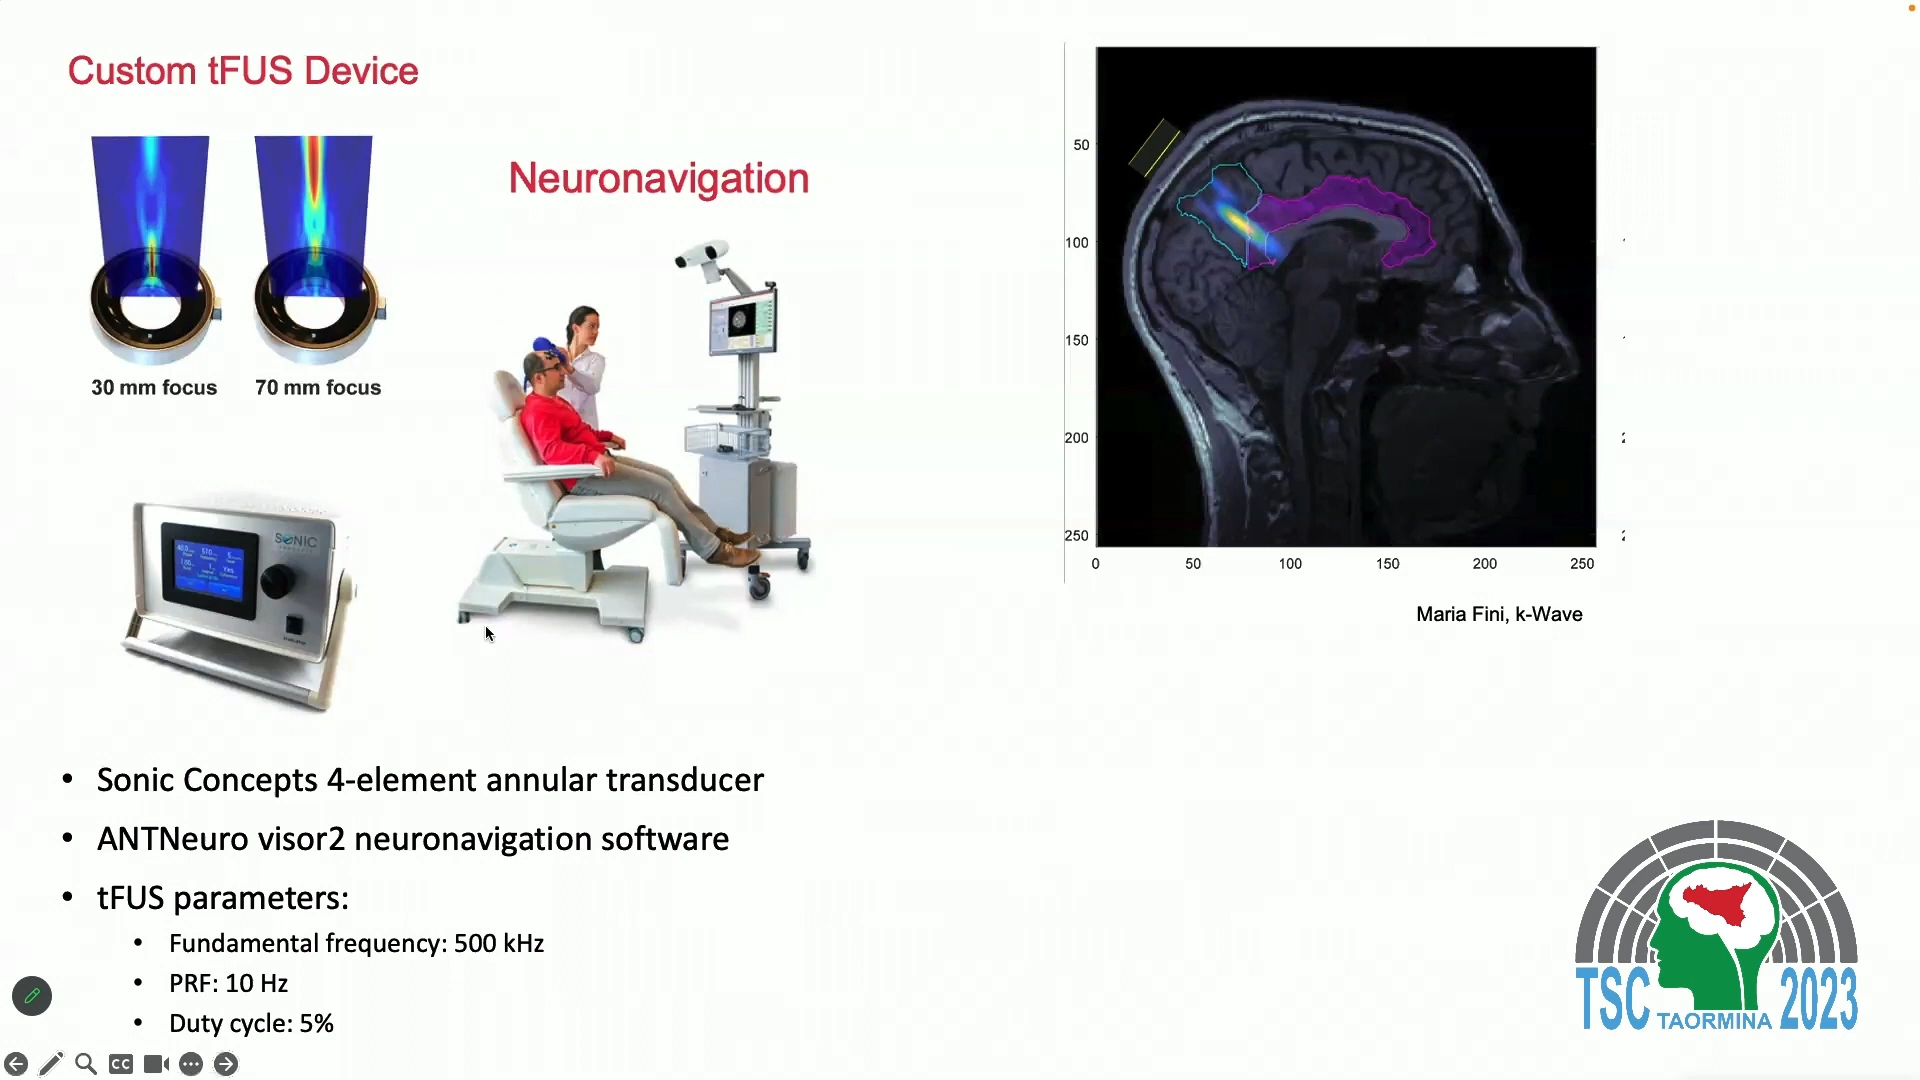 Custom tFUS Device
Neuronavigation
30 mm focus
70 mm focus
SONIC
50
100
150
200
250
0
50
100
150
200
250
Maria Fini, k-Wave
• Sonic Concepts 4-element annular transducer
• ANTNeuro visor2 neuronavigation software
• tFUS parameters:
• Fundamental frequency: 500 kHz
• PRF: 10 Hz
• Duty cycle: 5%
TSC TAORMINA 2023
CC